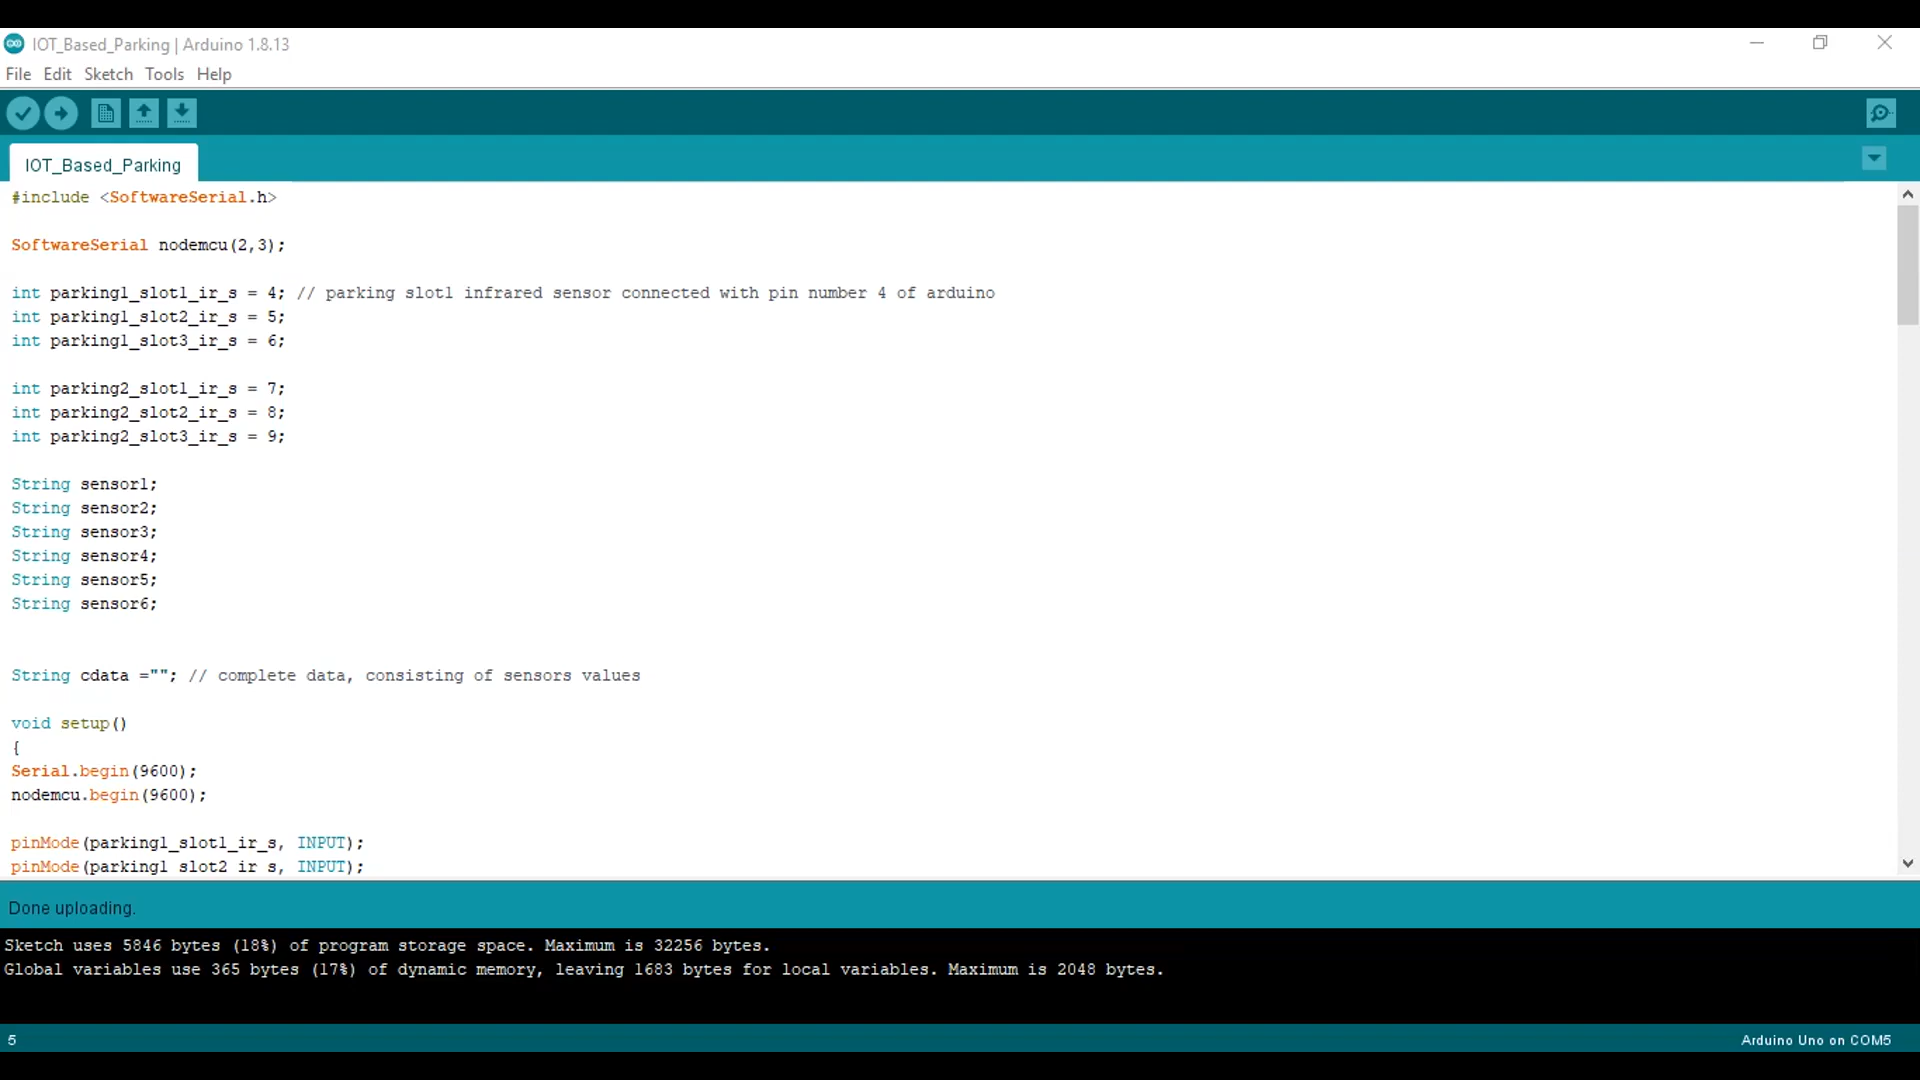 IOT_Based_Parking | Arduino 1.8.13
File Edit Sketch Tools Help
IOT_Based_Parking
#include <SoftwareSerial.h>
SoftwareSerial nodemcu(2,3);
int parking1_slot1_ir_s = 4; // parking slot1 infrared sensor connected with pin number 4 of arduino
int parking1_slot2_ir_s = 5;
int parking1_slot3_ir_s = 6;
int parking2_slot1_ir_s = 7;
int parking2_slot2_ir_s = 8;
int parking2_slot3_ir_s = 9;
String sensor1;
String sensor2;
String sensor3;
String sensor4;
String sensor5;
String sensor6;
String cdata =""; // complete data, consisting of sensors values
void setup()
{
Serial.begin(9600);
nodemcu.begin(9600);
pinMode(parking1_slot1_ir_s, INPUT);
pinMode(parking1_slot2_ir_s, INPUT);
Done uploading.
Sketch uses 5846 bytes (18%) of program storage space. Maximum is 32256 bytes.
Global variables use 365 bytes (17%) of dynamic memory, leaving 1683 bytes for local variables. Maximum is 2048 bytes.
5
Arduino Uno on COM5